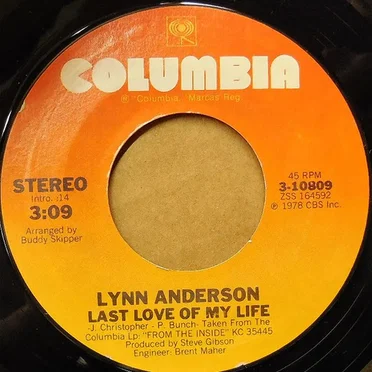 COLUMBIA
® "Columbia, Marcas Reg.
STEREO
Intro. :14
3:09
Arranged by
Buddy Skipper
45 RPM
3-10809
ZSS 164592
℗ 1978 CBS Inc.
LYNN ANDERSON
LAST LOVE OF MY LIFE
-J. Christopher - P. Bunch- Taken From The
Columbia Lp: "FROM THE INSIDE" KC 35445
Produced by Steve Gibson
Engineer: Brent Maher